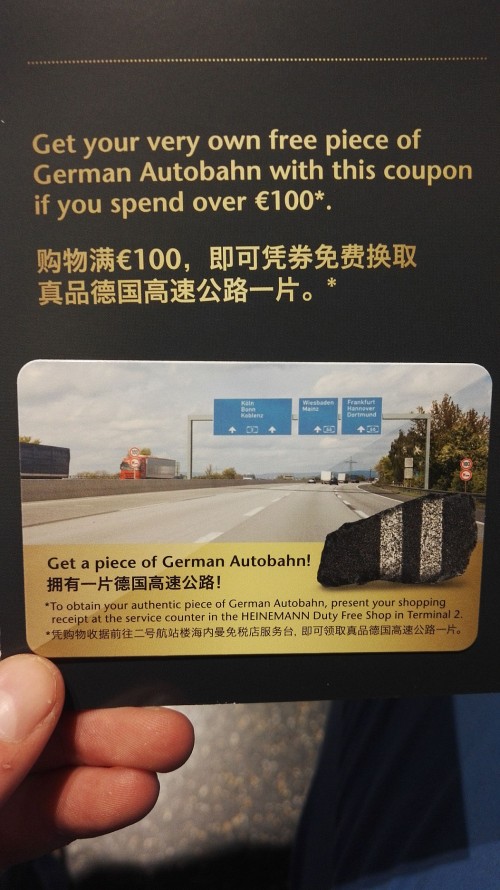 Get your very own free piece of
German Autobahn with this coupon
if you spend over €100*.
购物满€100，即可凭券免费换取
真品德国高速公路一片。*
Köln
Bonn
Koblenz
Wiesbaden
Mainz
Frankfurt
Hannover
Dortmund
Get a piece of German Autobahn!
拥有一片德国高速公路！
*To obtain your authentic piece of German Autobahn, present your shopping
receipt at the service counter in the HEINEMANN Duty Free Shop in Terminal 2.
*凭购物收据前往二号航站楼海内曼免税店服务台, 即可领取真品德国高速公路一片。